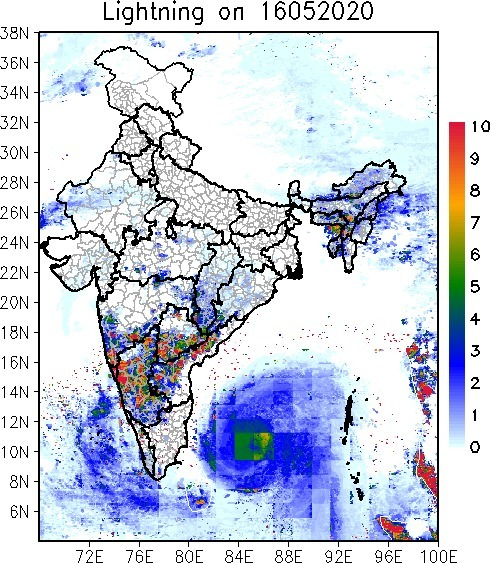 Lightning on 16052020
38N
36N
34N
32N
30N
28N
26N
24N
22N
20N
18N
16N
14N
12N
10N
8N
6N
72E 76E 80E 84E 88E 92E 96E 100E
10
9
8
7
6
5
4
3
2
1
0